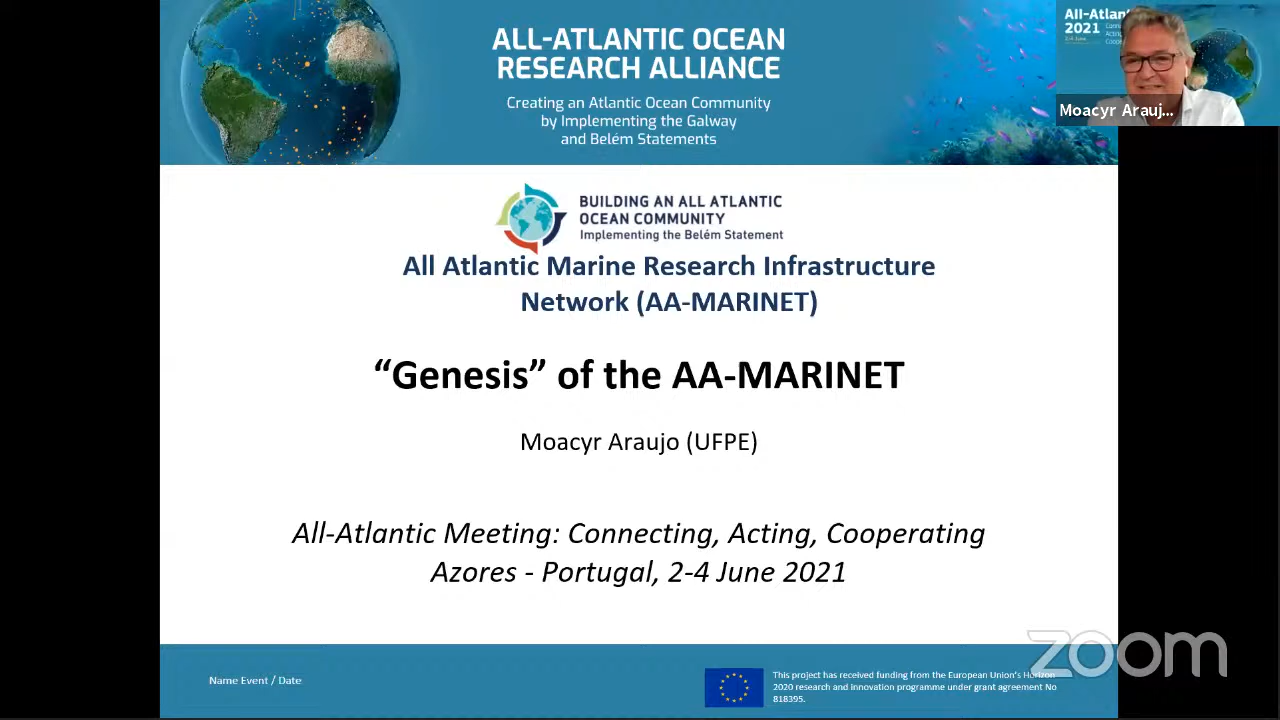 ALL-ATLANTIC OCEAN
RESEARCH ALLIANCE
Creating an Atlantic Ocean Community
by Implementing the Galway
and Belém Statements
All-Atlan
2021
Moacyr Arauj...
BUILDING AN ALL ATLANTIC
OCEAN COMMUNITY
Implementing the Belém Statement
All Atlantic Marine Research Infrastructure
Network (AA-MARINET)
“Genesis” of the AA-MARINET
Moacyr Araujo (UFPE)
All-Atlantic Meeting: Connecting, Acting, Cooperating
Azores - Portugal, 2-4 June 2021
zoom
Name Event / Date
This project has received funding from the European Union's Horizon
2020 research and innovation programme under grant agreement No
818395.